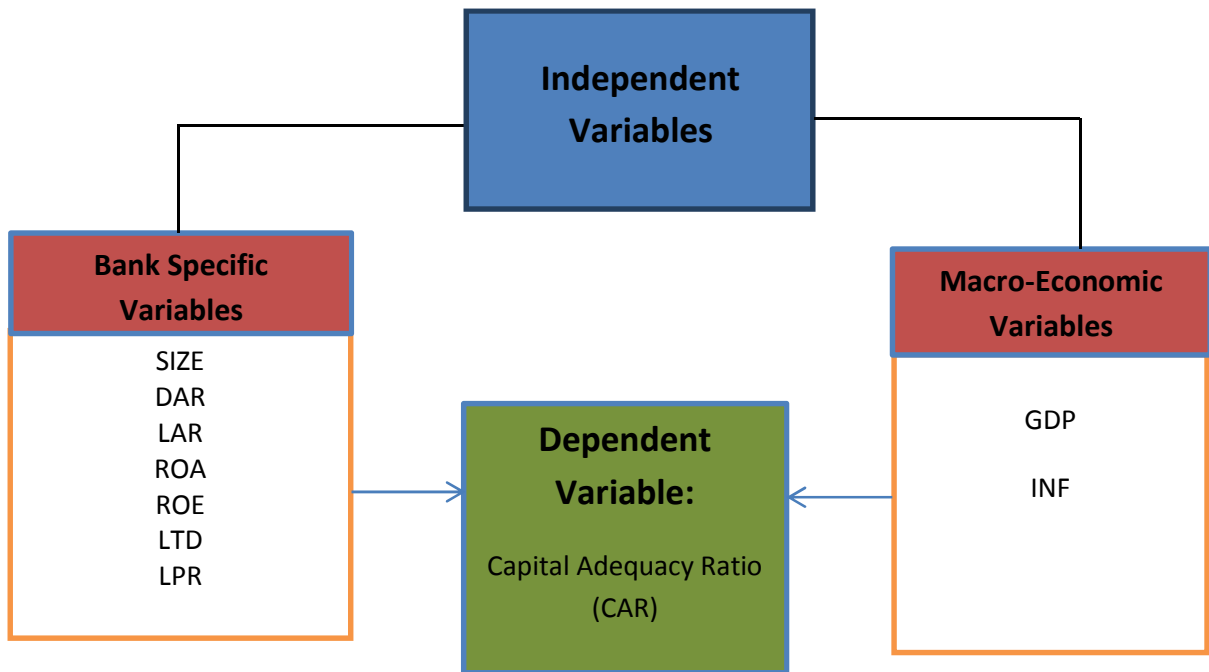 Independent
Variables
Bank Specific
Variables
SIZE
DAR
LAR
ROA
ROE
LTD
LPR
Macro-Economic
Variables
GDP
INF
Dependent
Variable:
Capital Adequacy Ratio
(CAR)